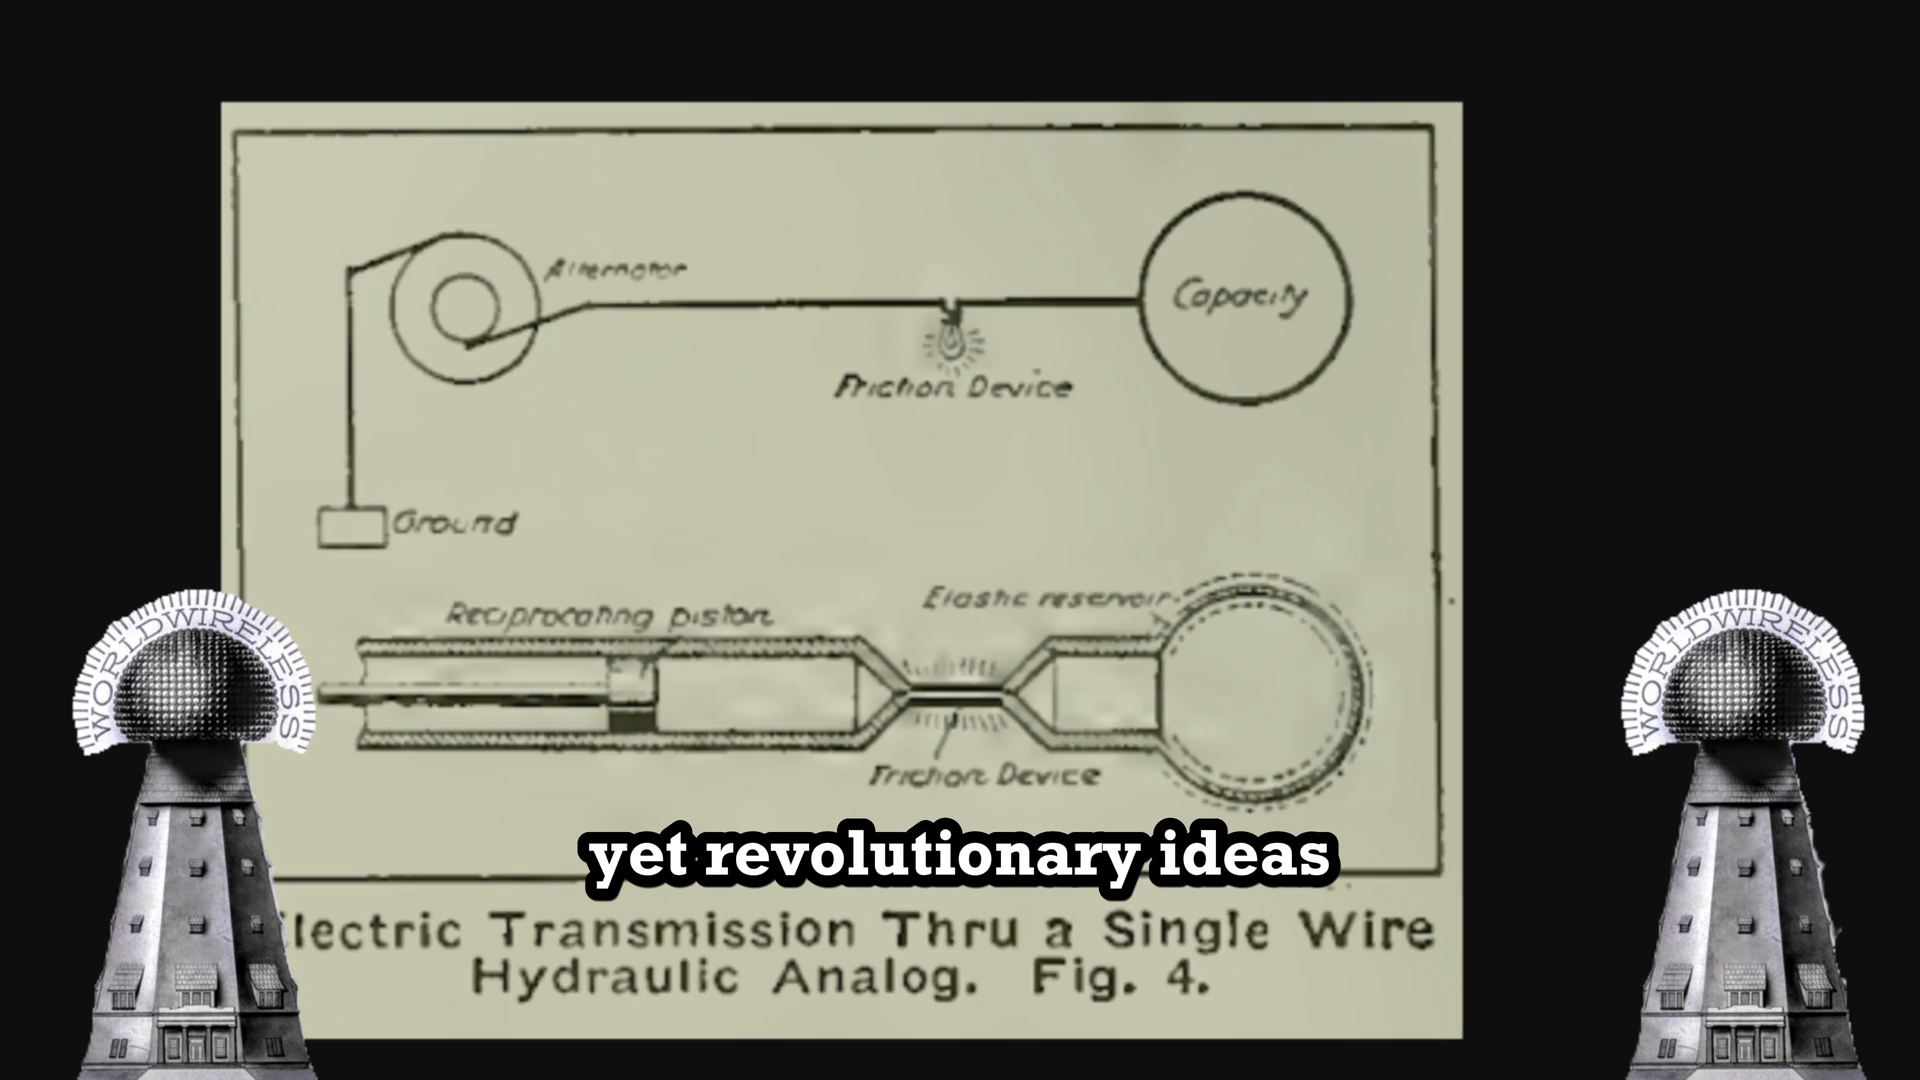 Alternator
Capacity
Friction Device
Ground
Elastic reservoir
Reciprocating piston
WORLDWIRELESS
WORLDWIRELESS
Friction Device
yet revolutionary ideas
lectric Transmission Thru a Single Wire
Hydraulic Analog. Fig. 4.